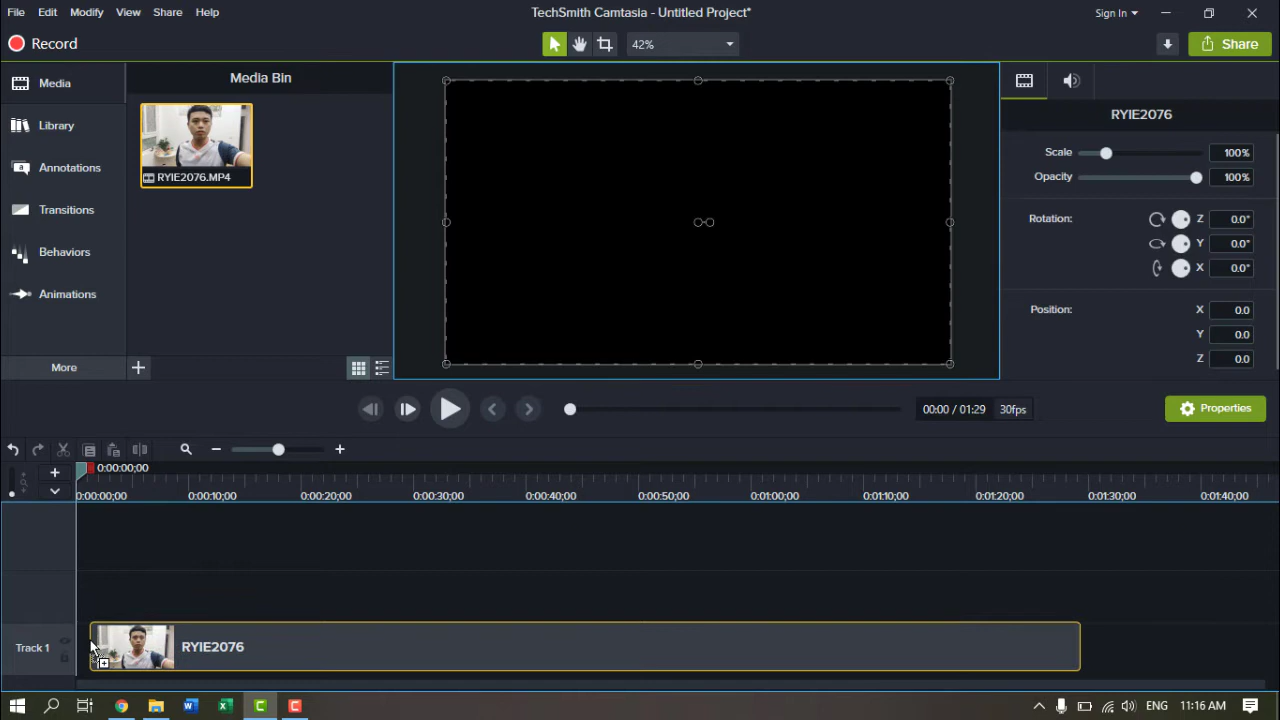 File Edit Modify View Share Help
TechSmith Camtasia - Untitled Project*
Sign In
Record
42%
Share
Media
Library
Annotations
Transitions
Behaviors
Animations
More
Media Bin
RYIE2076.MP4
RYIE2076
Scale 100%
Opacity 100%
Rotation: Z 0.0°
Y 0.0°
X 0.0°
Position: X 0.0
Y 0.0
Z 0.0
00:00 / 01:29 30fps
Properties
0:00:00;00
0:00:00;00 0:00:10;00 0:00:20;00 0:00:30;00 0:00:40;00 0:00:50;00 0:01:00;00 0:01:10;00 0:01:20;00 0:01:30;00 0:01:40;00
Track 1
RYIE2076
ENG 11:16 AM